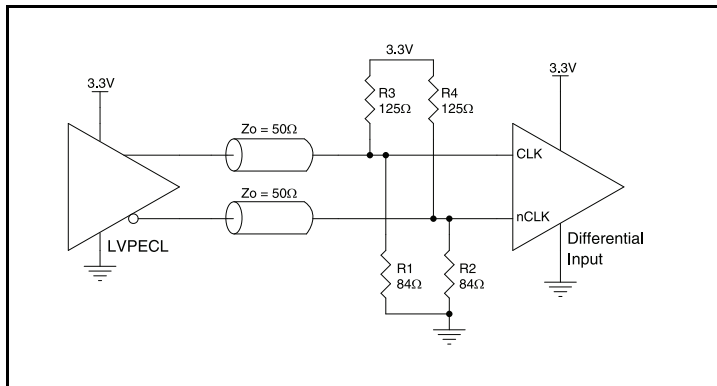 3.3V
3.3V
3.3V
R3
125Ω
R4
125Ω
Zo = 50Ω
CLK
Zo = 50Ω
nCLK
LVPECL
Differential
Input
R1
84Ω
R2
84Ω